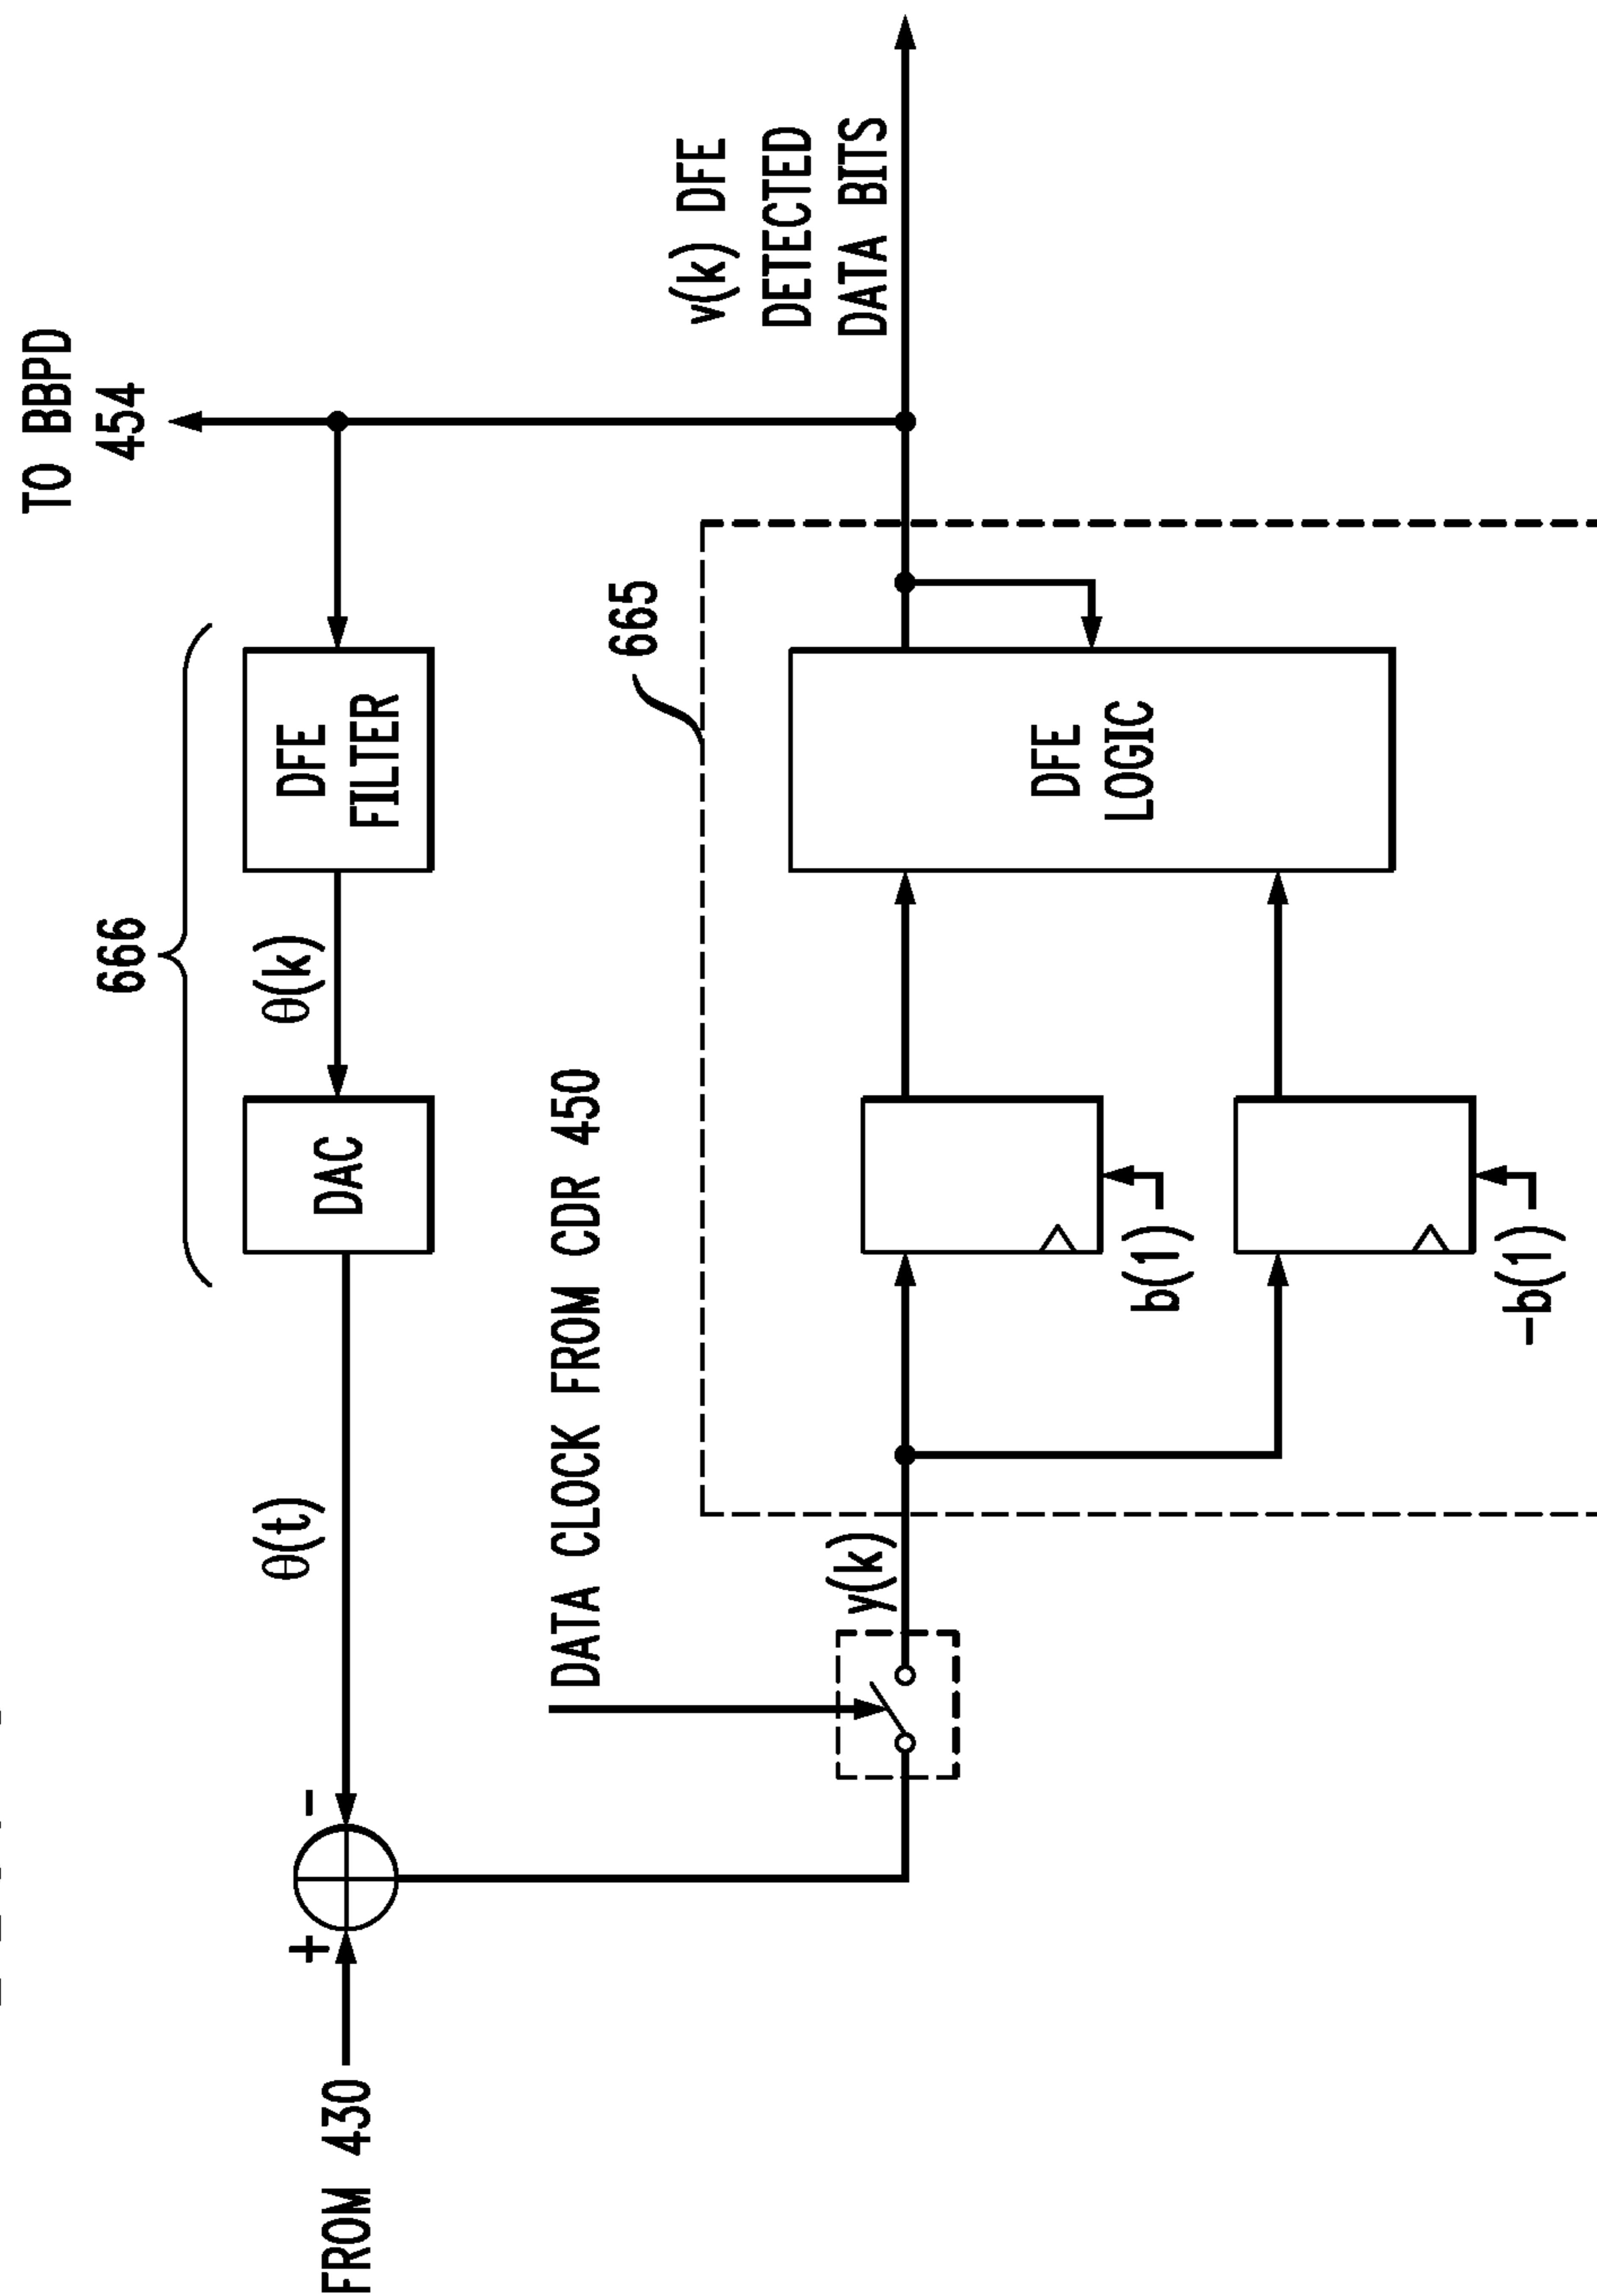 FROM 430
+
-
θ(t)
DAC
θ(k)
666
DFE
FILTER
TO BBPD
454
DATA CLOCK FROM CDR 450
y(k)
665
b(1)
-b(1)
DFE
LOGIC
v(k) DFE
DETECTED
DATA BITS